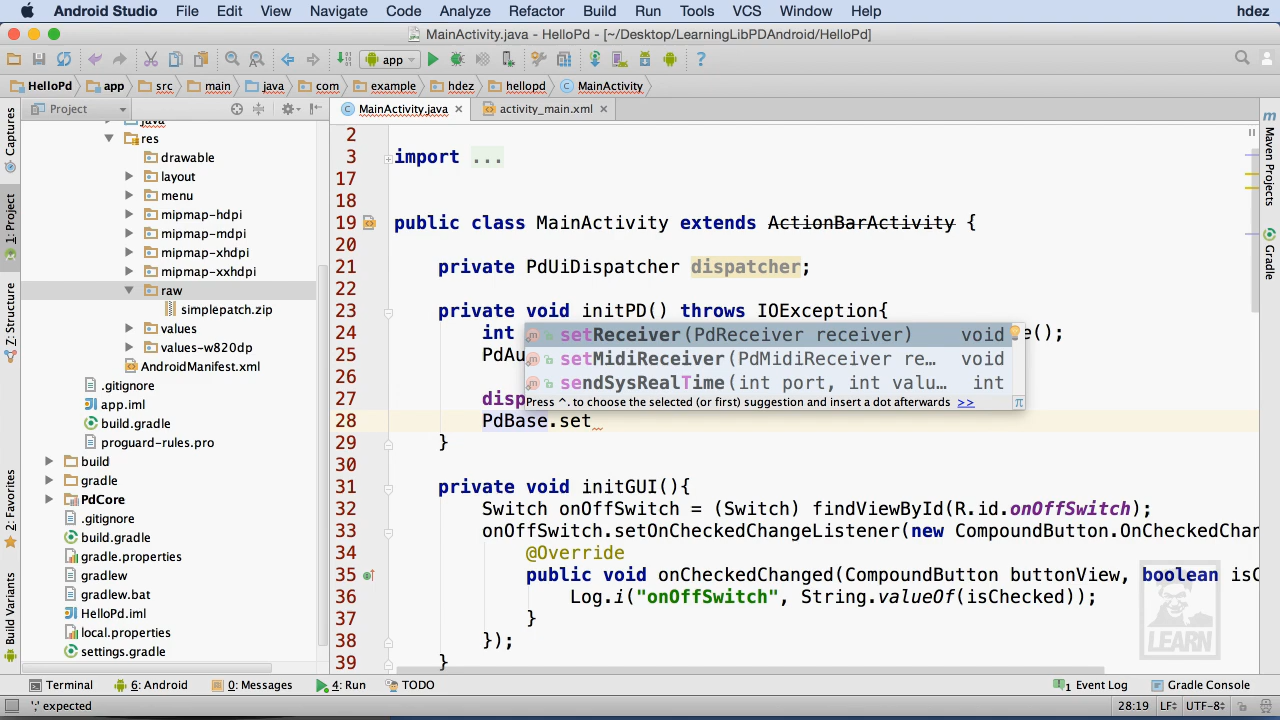 Android Studio File Edit View Navigate Code Analyze Refactor Build Run Tools VCS Window Help hdez
MainActivity.java - HelloPd - [~/Desktop/LearningLibPDAndroid/HelloPd]
app
HelloPd app src main java com example hdez hellopd MainActivity
Project
MainActivity.java
activity_main.xml
Captures
1: Project
7: Structure
2: Favorites
Build Variants
java
res
drawable
layout
menu
mipmap-hdpi
mipmap-mdpi
mipmap-xhdpi
mipmap-xxhdpi
raw
simplepatch.zip
values
values-w820dp
AndroidManifest.xml
.gitignore
app.iml
build.gradle
proguard-rules.pro
build
gradle
PdCore
.gitignore
build.gradle
gradle.properties
gradlew
gradlew.bat
HelloPd.iml
local.properties
settings.gradle
2
3 import ...
17
18
19 public class MainActivity extends ActionBarActivity {
20
21 private PdUiDispatcher dispatcher;
22
23 private void initPD() throws IOException{
24 int e();
25 PdAu
26
27 disp
28 PdBase.set
29 }
30
31 private void initGUI(){
32 Switch onOffSwitch = (Switch) findViewById(R.id.onOffSwitch);
33 onOffSwitch.setOnCheckedChangeListener(new CompoundButton.OnCheckedChan
34 @Override
35 public void onCheckedChanged(CompoundButton buttonView, boolean isC
36 Log.i("onOffSwitch", String.valueOf(isChecked));
37 }
38 });
39 }
setReceiver(PdReceiver receiver) void
setMidiReceiver(PdMidiReceiver re… void
sendSysRealTime(int port, int valu… int
Press ^. to choose the selected (or first) suggestion and insert a dot afterwards >>
π
Maven Projects
Gradle
LEARN
Terminal 6: Android 0: Messages 4: Run TODO 1 Event Log Gradle Console
';' expected 28:19 LF÷ UTF-8÷